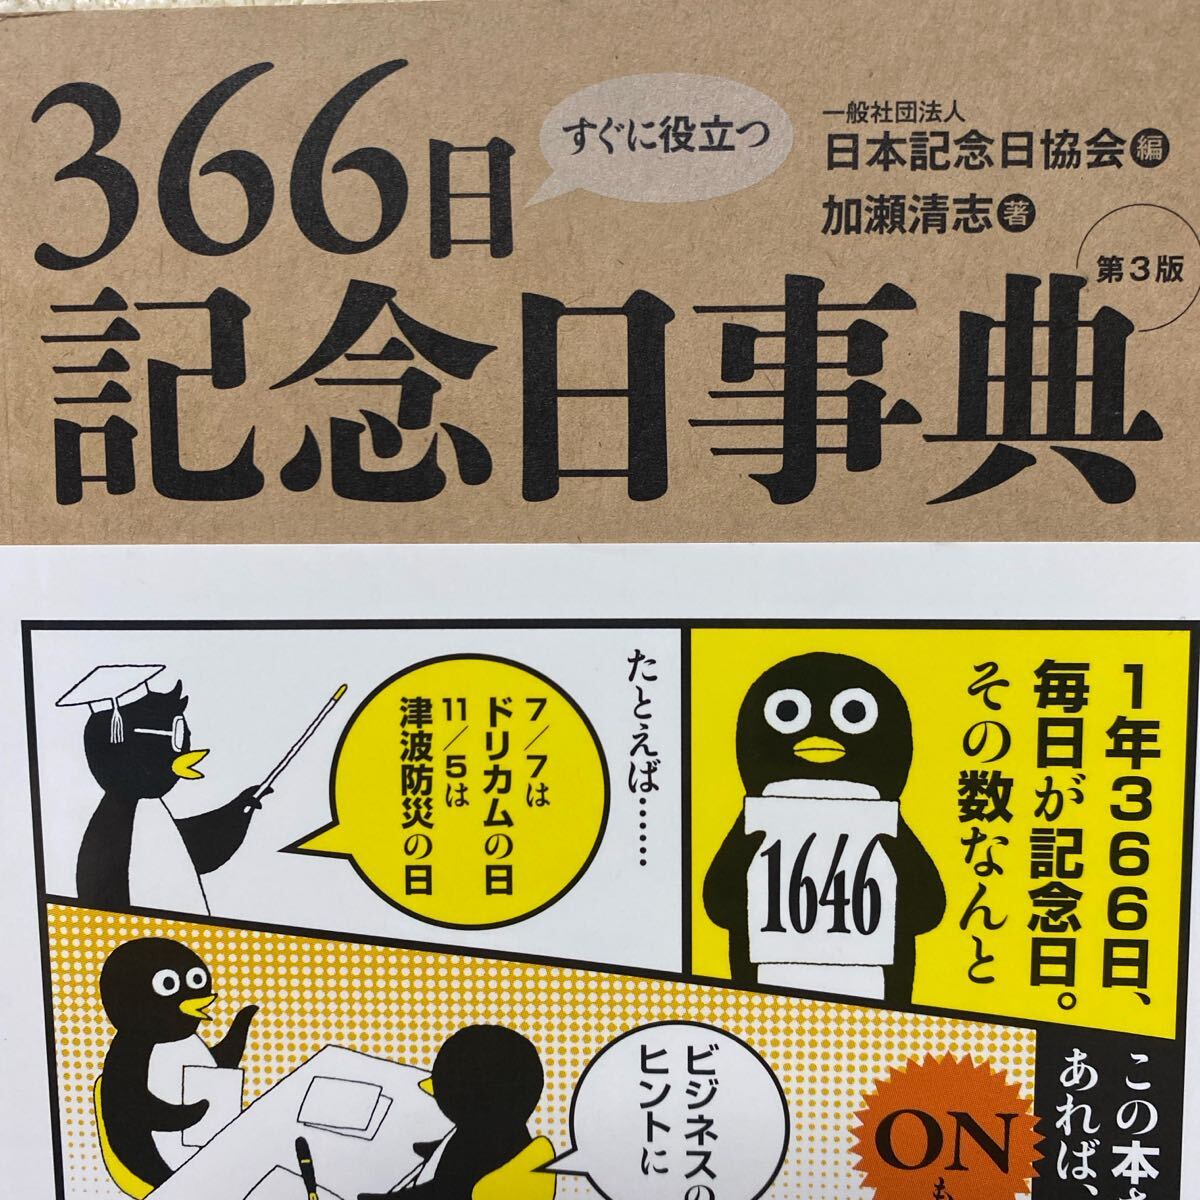 366日
すぐに役立つ
一般社団法人
日本記念日協会編
加瀬清志著
記念日事典
第3版
1年366日、
毎日が記念日。
その数なんと
1646
たとえば……
7/7は
ドリカムの日
11/5は
津波防災の日
この本
あれば、
ON
も
ビジネスの
ヒントに